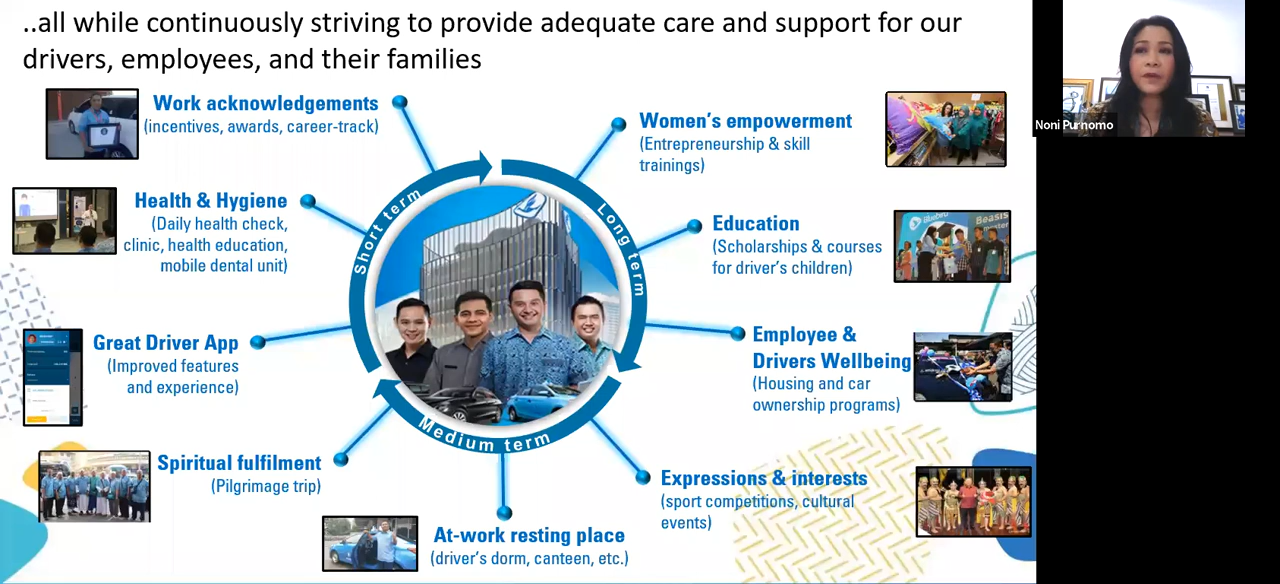 ..all while continuously striving to provide adequate care and support for our
drivers, employees, and their families
Work acknowledgements
(incentives, awards, career-track)
Health & Hygiene
(Daily health check,
clinic, health education,
mobile dental unit)
Great Driver App
(Improved features
and experience)
Spiritual fulfilment
(Pilgrimage trip)
At-work resting place
(driver's dorm, canteen, etc.)
Short term
Long term
Medium term
Women's empowerment
(Entrepreneurship & skill
trainings)
Education
(Scholarships & courses
for driver's children)
Employee &
Drivers Wellbeing
(Housing and car
ownership programs)
Expressions & interests
(sport competitions, cultural
events)
Noni Purnomo